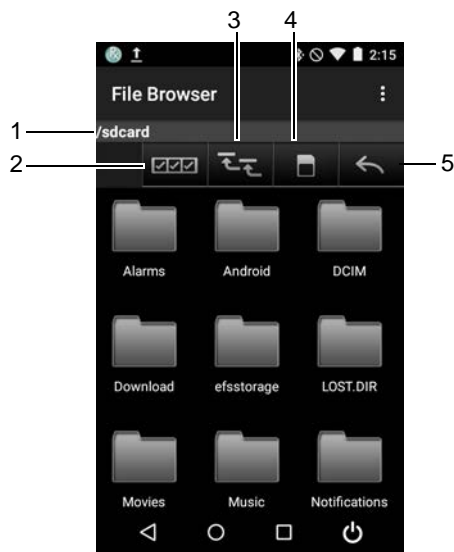 3 4
2:15
File Browser
1 /sdcard
2
5
Alarms Android DCIM
Download efsstorage LOST.DIR
Movies Music Notifications